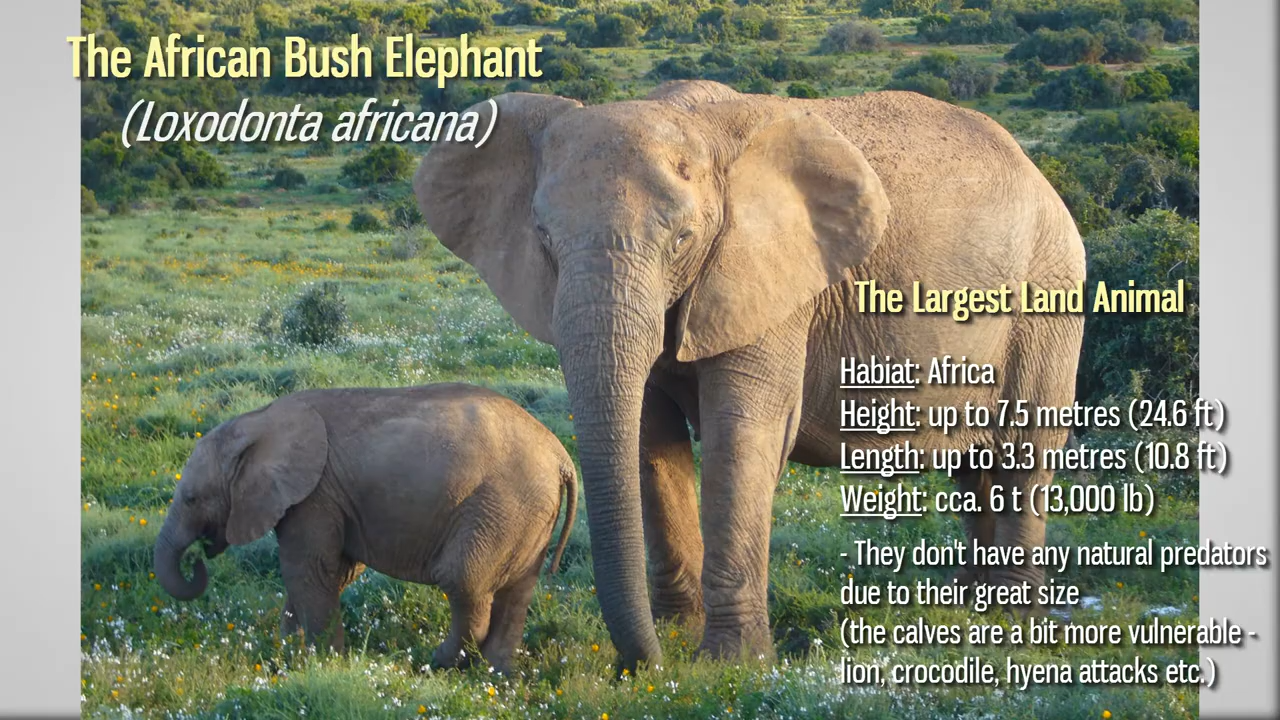 The African Bush Elephant
(Loxodonta africana)
The Largest Land Animal
Habiat: Africa
Height: up to 7.5 metres (24.6 ft)
Length: up to 3.3 metres (10.8 ft)
Weight: cca. 6 t (13,000 lb)
- They don't have any natural predators
due to their great size
(the calves are a bit more vulnerable -
lion, crocodile, hyena attacks etc.)